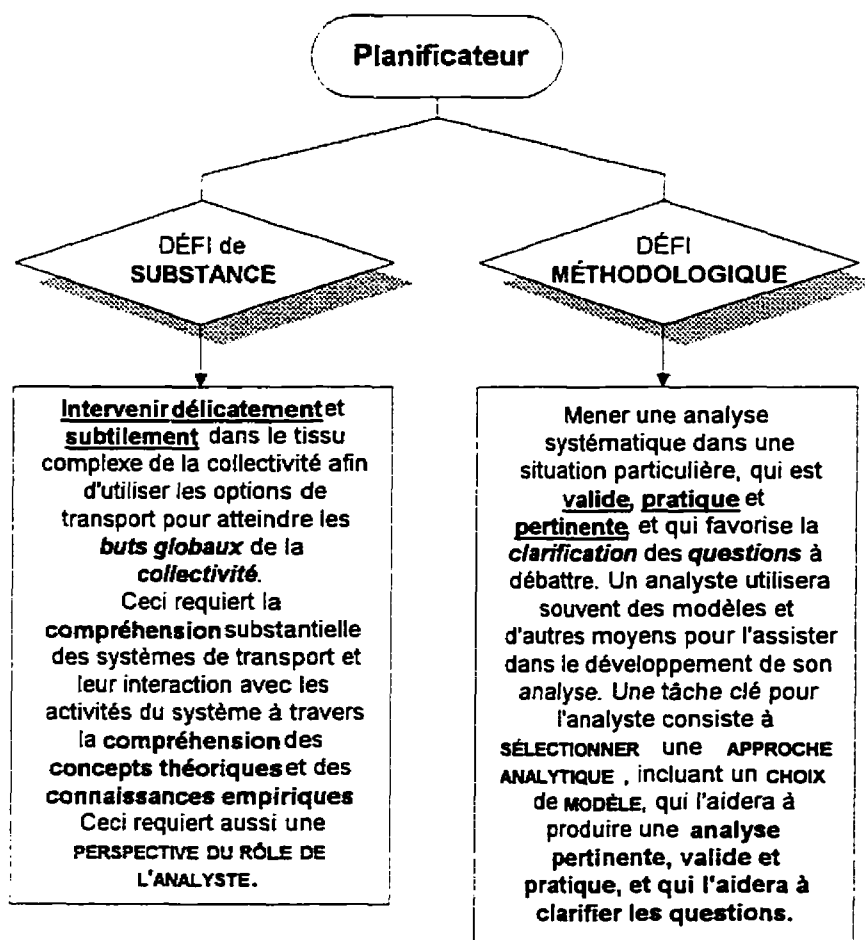 Planificateur
DÉFI de
SUBSTANCE
DÉFI
MÉTHODOLOGIQUE
Intervenir délicatement et
subtilement dans le tissu
complexe de la collectivité afin
d'utiliser les options de
transport pour atteindre les
buts globaux de la
collectivité.
Ceci requiert la
compréhension substantielle
des systèmes de transport et
leur interaction avec les
activités du système à travers
la compréhension des
concepts théoriques et des
connaissances empiriques
Ceci requiert aussi une
PERSPECTIVE DU RÔLE DE
L'ANALYSTE.
Mener une analyse
systématique dans une
situation particulière, qui est
valide, pratique et
pertinente et qui favorise la
clarification des questions à
débattre. Un analyste utilisera
souvent des modèles et
d'autres moyens pour l'assister
dans le développement de son
analyse. Une tâche clé pour
l'analyste consiste à
SÉLECTIONNER une APPROCHE
ANALYTIQUE , incluant un CHOIX
de MODÈLE, qui l'aidera à
produire une analyse
pertinente, valide et
pratique, et qui l'aidera à
clarifier les questions.